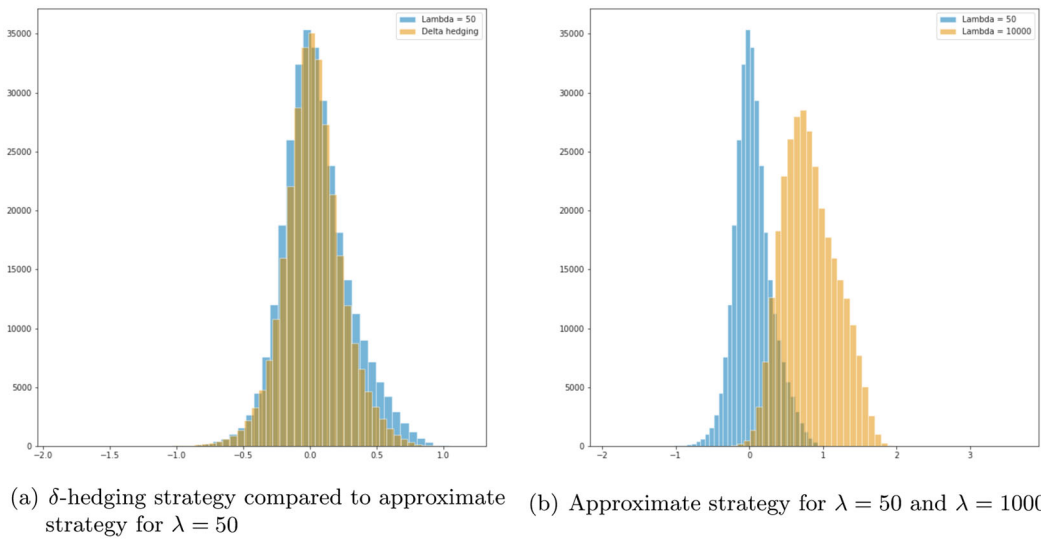 Lambda = 50
Delta hedging
35000
30000
25000
20000
15000
10000
5000
0
−2.0 −1.5 −1.0 −0.5 0.0 0.5 1.0
(a) δ-hedging strategy compared to approximate
strategy for λ = 50
Lambda = 50
Lambda = 10000
35000
30000
25000
20000
15000
10000
5000
0
−2 −1 0 1 2 3
(b) Approximate strategy for λ = 50 and λ = 1000